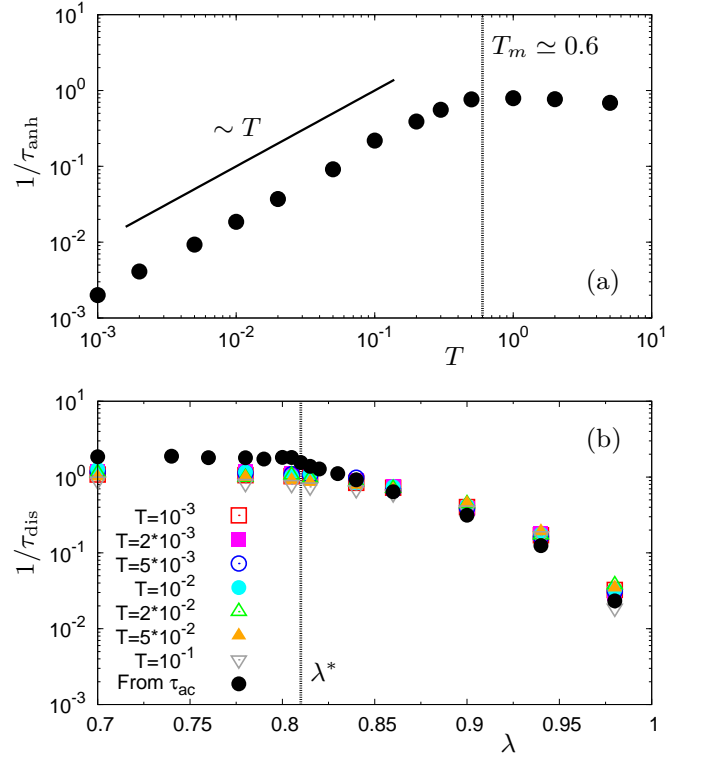 10^1
T_m ≃ 0.6
10^0
∼ T
1/τ_anh
10^-1
10^-2
(a)
10^-3
10^-3 10^-2 10^-1 10^0 10^1
T
10^1
(b)
10^0
T=10^-3
T=2*10^-3
1/τ_dis
10^-1
T=5*10^-3
T=10^-2
10^-2
T=2*10^-2
T=5*10^-2
T=10^-1
λ*
From τ_ac
10^-3
0.7 0.75 0.8 0.85 0.9 0.95 1
λ